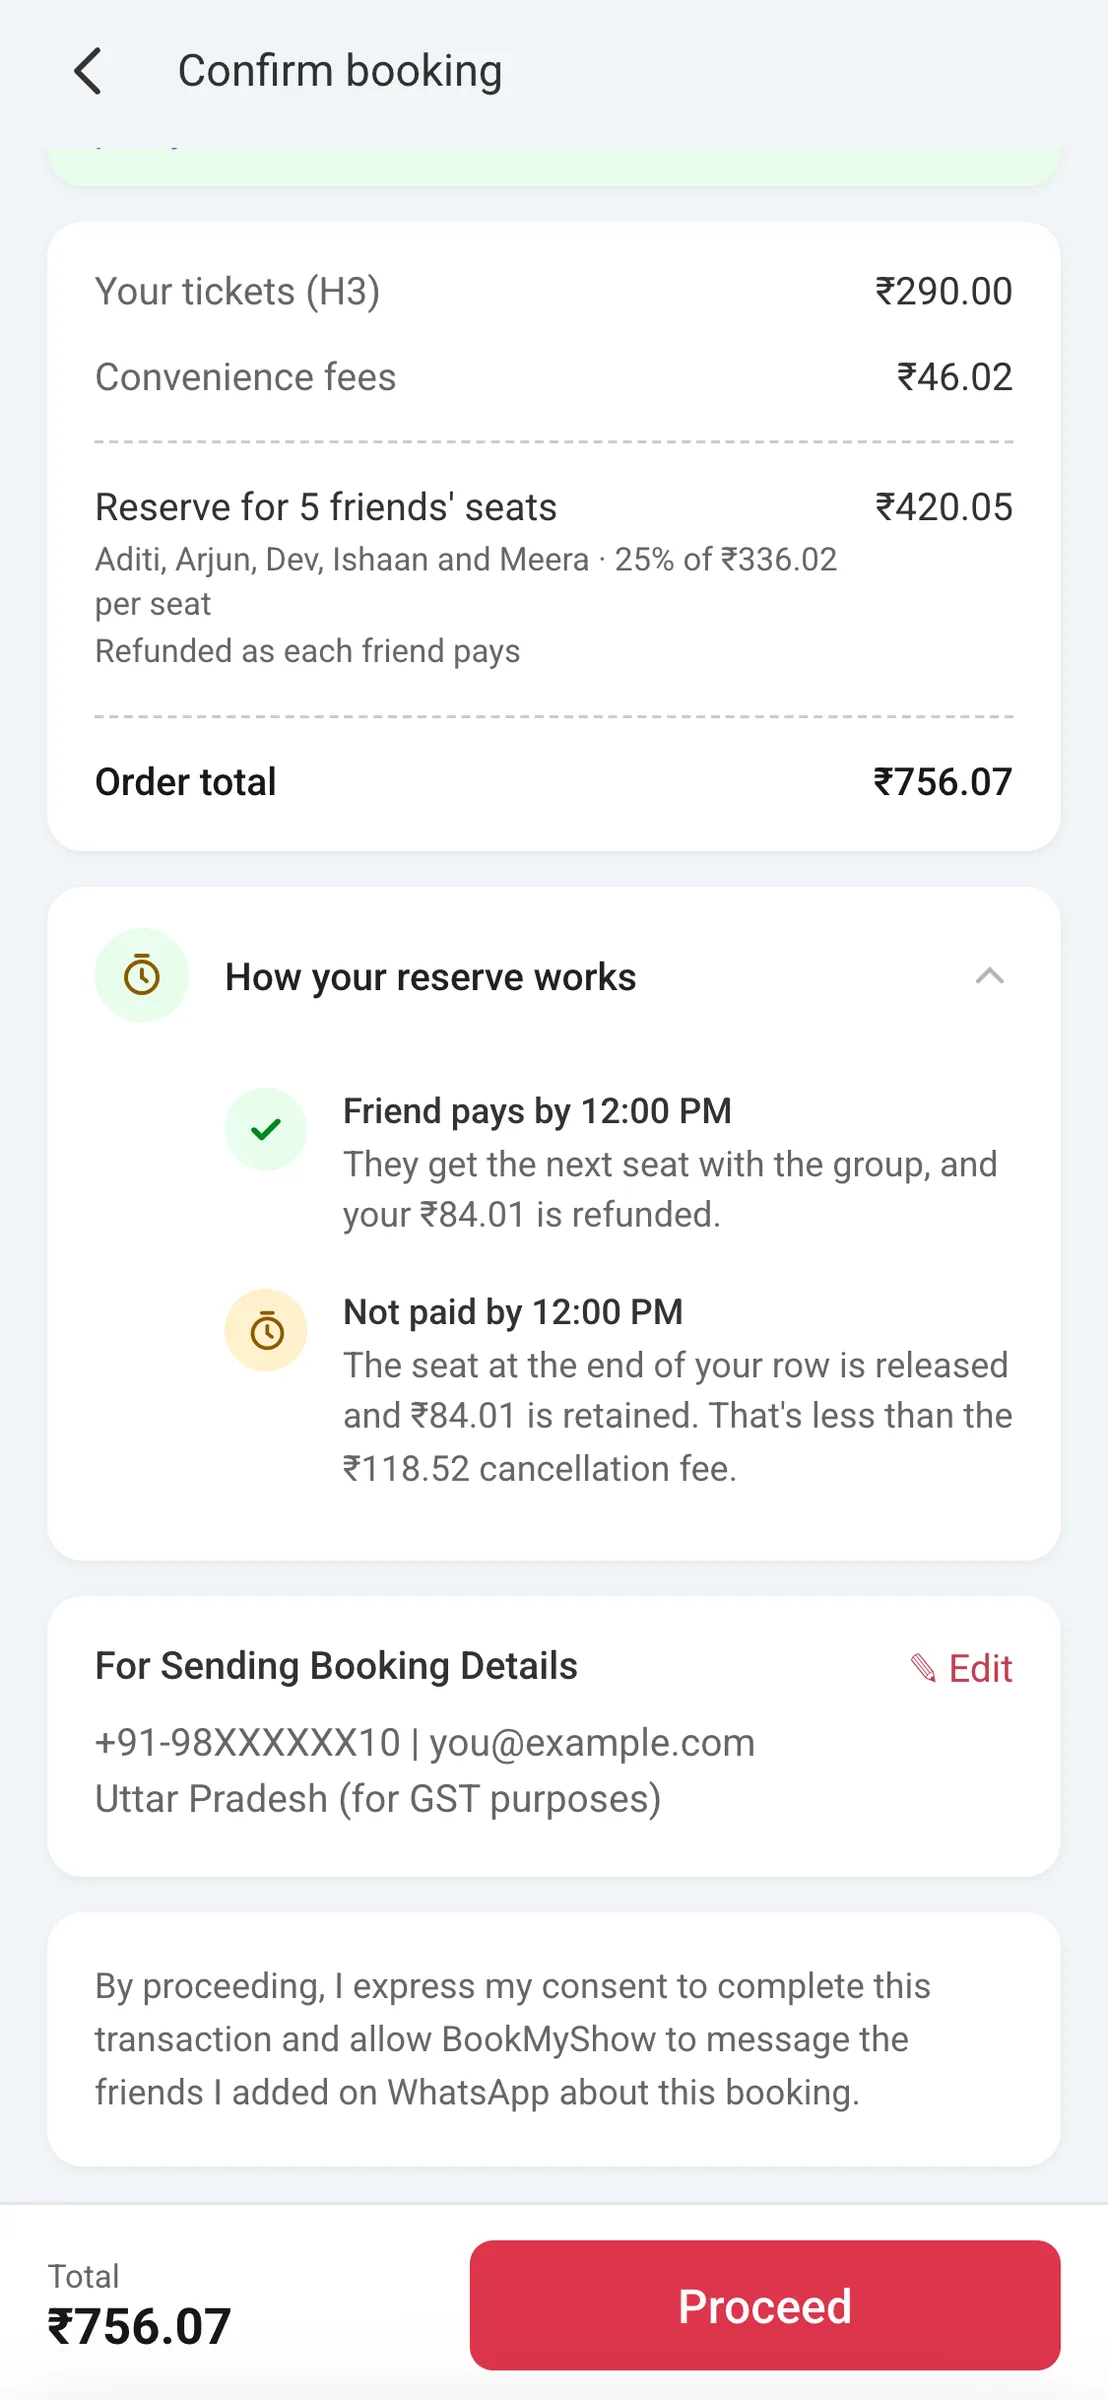 Confirm booking
Your tickets (H3) ₹290.00
Convenience fees ₹46.02
Reserve for 5 friends' seats ₹420.05
Aditi, Arjun, Dev, Ishaan and Meera · 25% of ₹336.02
per seat
Refunded as each friend pays
Order total ₹756.07
How your reserve works
Friend pays by 12:00 PM
They get the next seat with the group, and
your ₹84.01 is refunded.
Not paid by 12:00 PM
The seat at the end of your row is released
and ₹84.01 is retained. That's less than the
₹118.52 cancellation fee.
For Sending Booking Details Edit
+91-98XXXXXX10 | you@example.com
Uttar Pradesh (for GST purposes)
By proceeding, I express my consent to complete this
transaction and allow BookMyShow to message the
friends I added on WhatsApp about this booking.
Total
₹756.07
Proceed